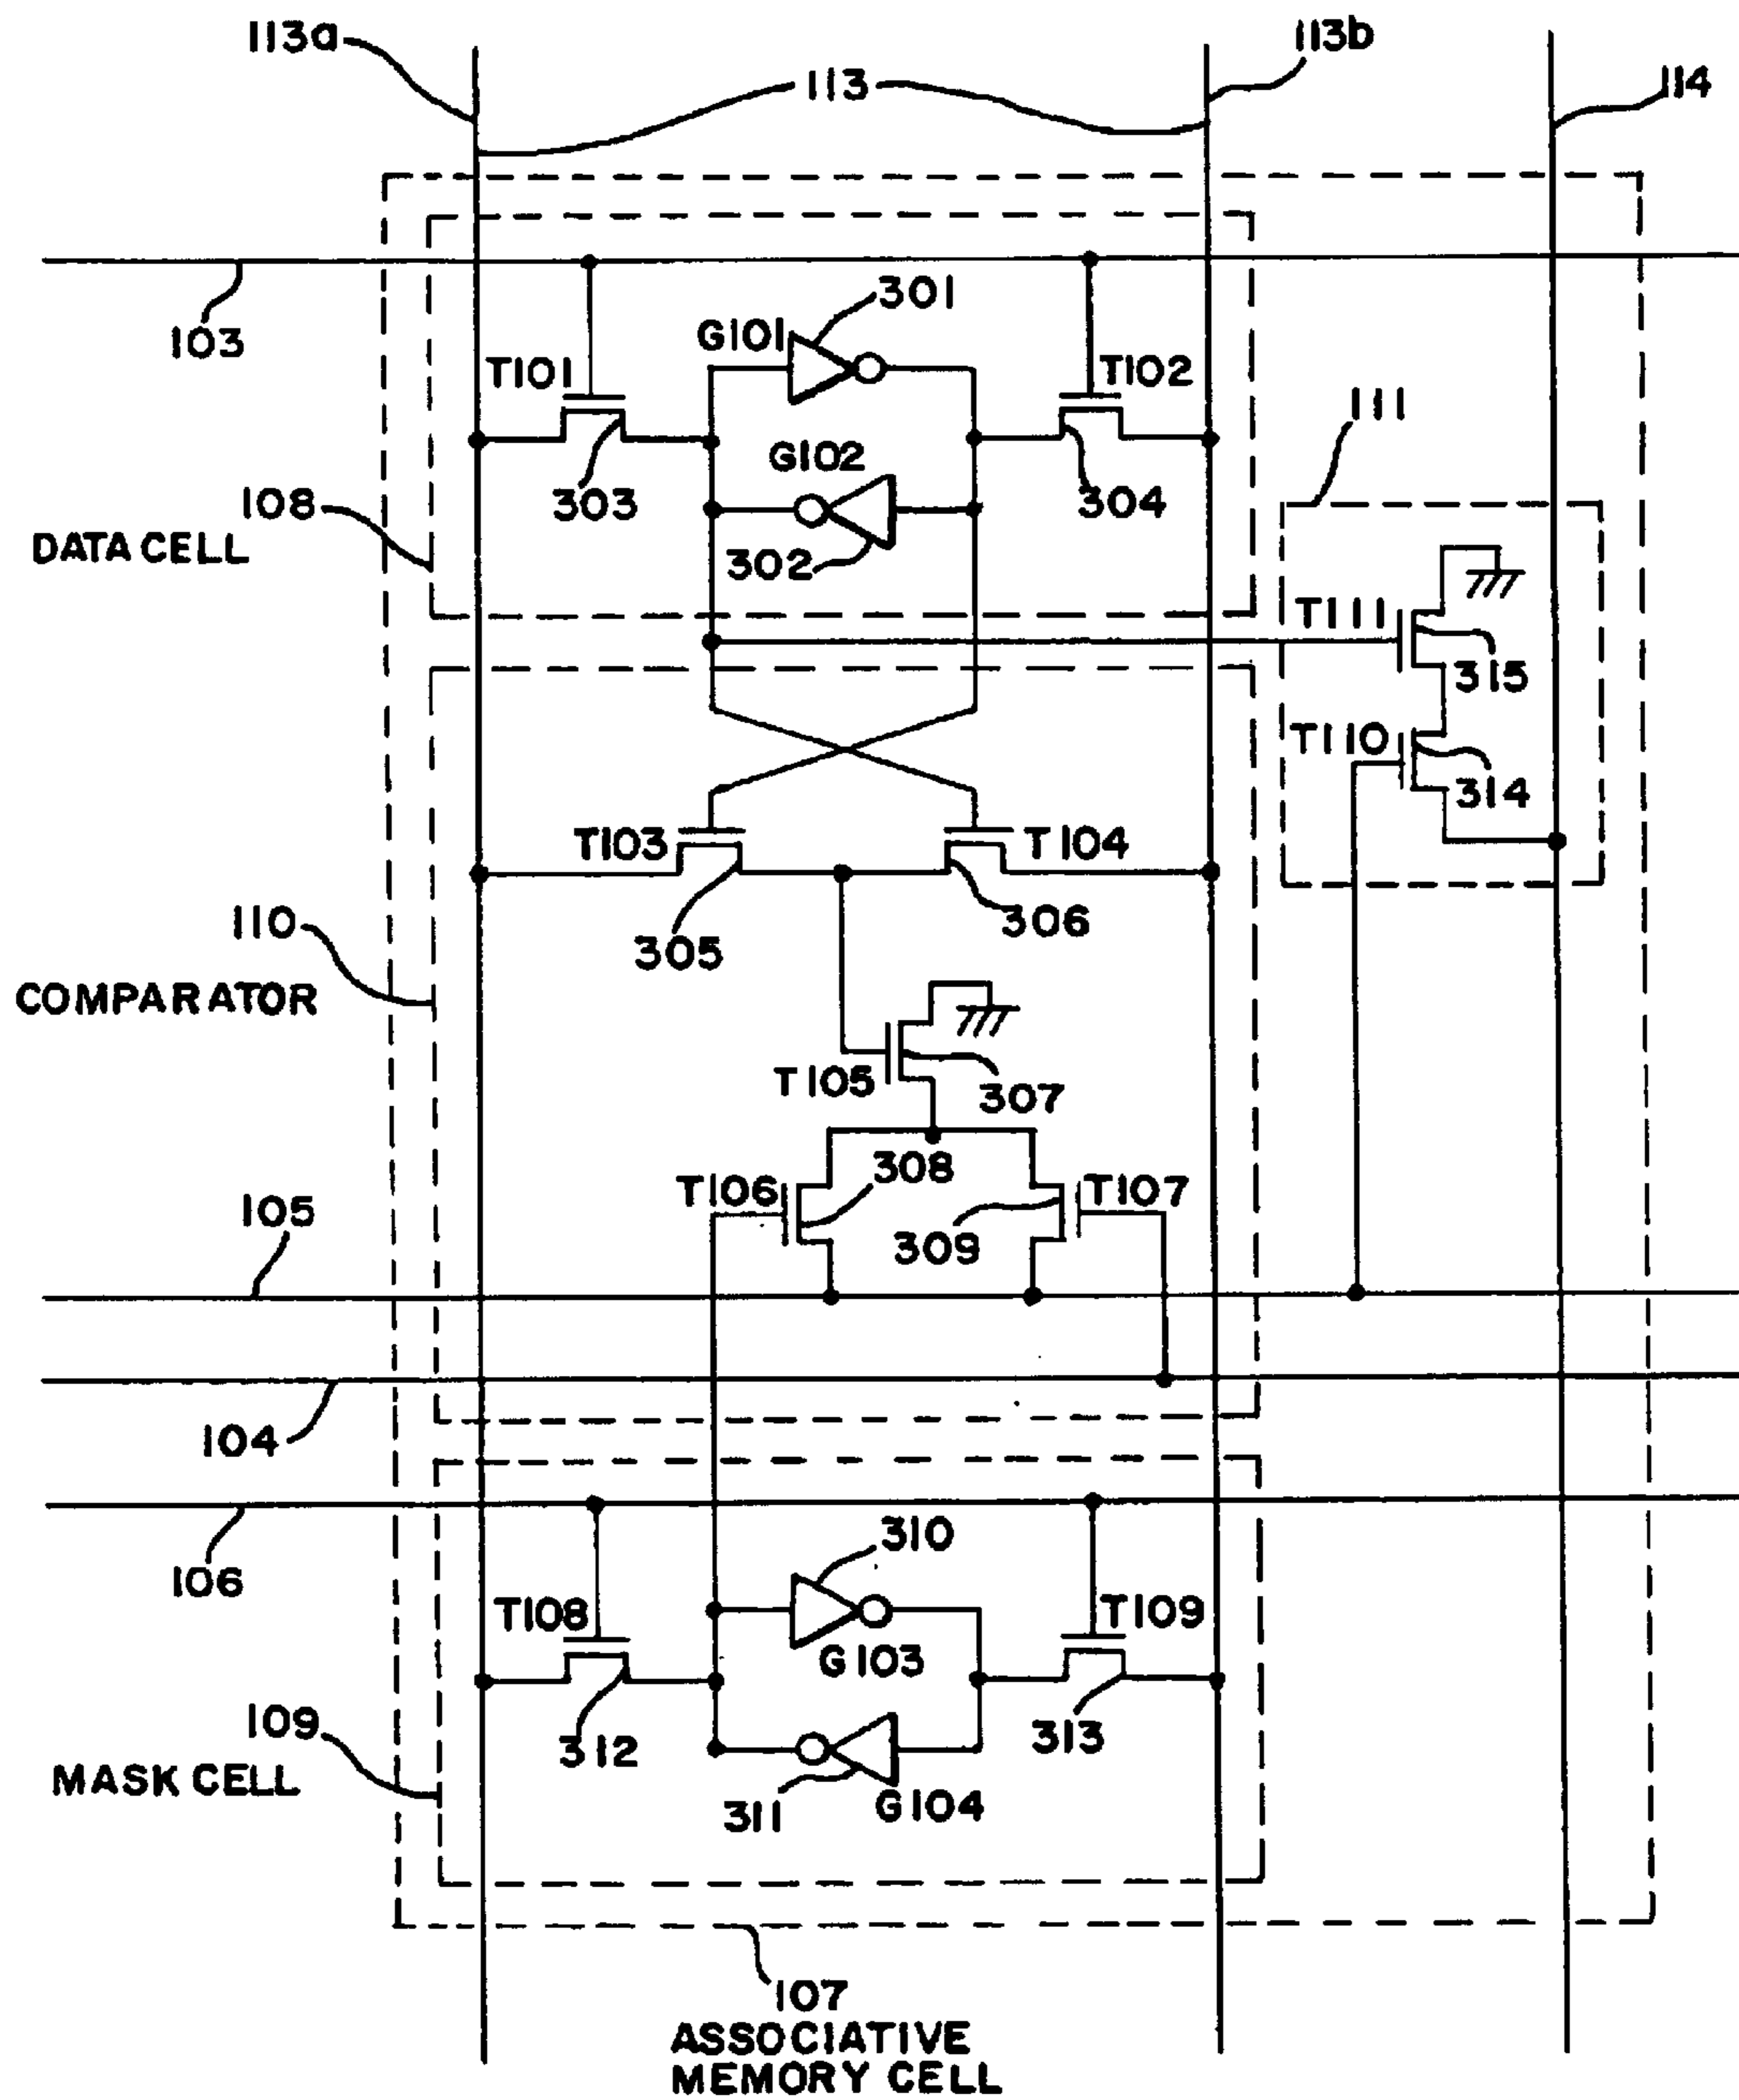 113a
113
113b
114
103
G101
301
T101
T102
111
G102
303
304
108
DATA CELL
302
T111
315
T110
314
T103
T104
305
306
110
COMPARATOR
T105
307
308
T106
T107
105
309
104
106
310
T108
T109
G103
109
312
313
MASK CELL
311
G104
107
ASSOCIATIVE
MEMORY CELL